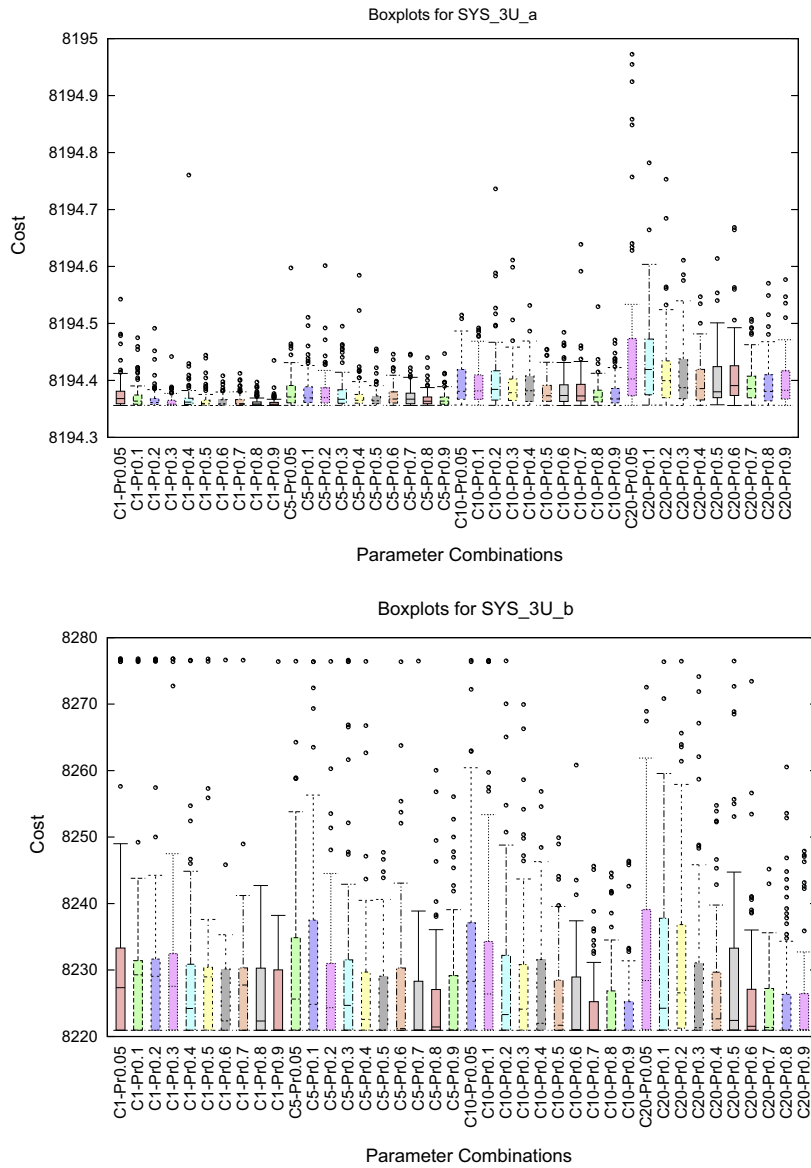 Boxplots for SYS_3U_a
8195
8194.9
8194.8
8194.7
8194.6
8194.5
8194.4
8194.3
Cost
C1-Pr0.05
C1-Pr0.1
C1-Pr0.2
C1-Pr0.3
C1-Pr0.4
C1-Pr0.5
C1-Pr0.6
C1-Pr0.7
C1-Pr0.8
C1-Pr0.9
C5-Pr0.05
C5-Pr0.1
C5-Pr0.2
C5-Pr0.3
C5-Pr0.4
C5-Pr0.5
C5-Pr0.6
C5-Pr0.7
C5-Pr0.8
C5-Pr0.9
C10-Pr0.05
C10-Pr0.1
C10-Pr0.2
C10-Pr0.3
C10-Pr0.4
C10-Pr0.5
C10-Pr0.6
C10-Pr0.7
C10-Pr0.8
C10-Pr0.9
C20-Pr0.05
C20-Pr0.1
C20-Pr0.2
C20-Pr0.3
C20-Pr0.4
C20-Pr0.5
C20-Pr0.6
C20-Pr0.7
C20-Pr0.8
C20-Pr0.9
Parameter Combinations
Boxplots for SYS_3U_b
8280
8270
8260
8250
8240
8230
8220
Cost
C1-Pr0.05
C1-Pr0.1
C1-Pr0.2
C1-Pr0.3
C1-Pr0.4
C1-Pr0.5
C1-Pr0.6
C1-Pr0.7
C1-Pr0.8
C1-Pr0.9
C5-Pr0.05
C5-Pr0.1
C5-Pr0.2
C5-Pr0.3
C5-Pr0.4
C5-Pr0.5
C5-Pr0.6
C5-Pr0.7
C5-Pr0.8
C5-Pr0.9
C10-Pr0.05
C10-Pr0.1
C10-Pr0.2
C10-Pr0.3
C10-Pr0.4
C10-Pr0.5
C10-Pr0.6
C10-Pr0.7
C10-Pr0.8
C10-Pr0.9
C20-Pr0.05
C20-Pr0.1
C20-Pr0.2
C20-Pr0.3
C20-Pr0.4
C20-Pr0.5
C20-Pr0.6
C20-Pr0.7
C20-Pr0.8
C20-Pr0.9
Parameter Combinations